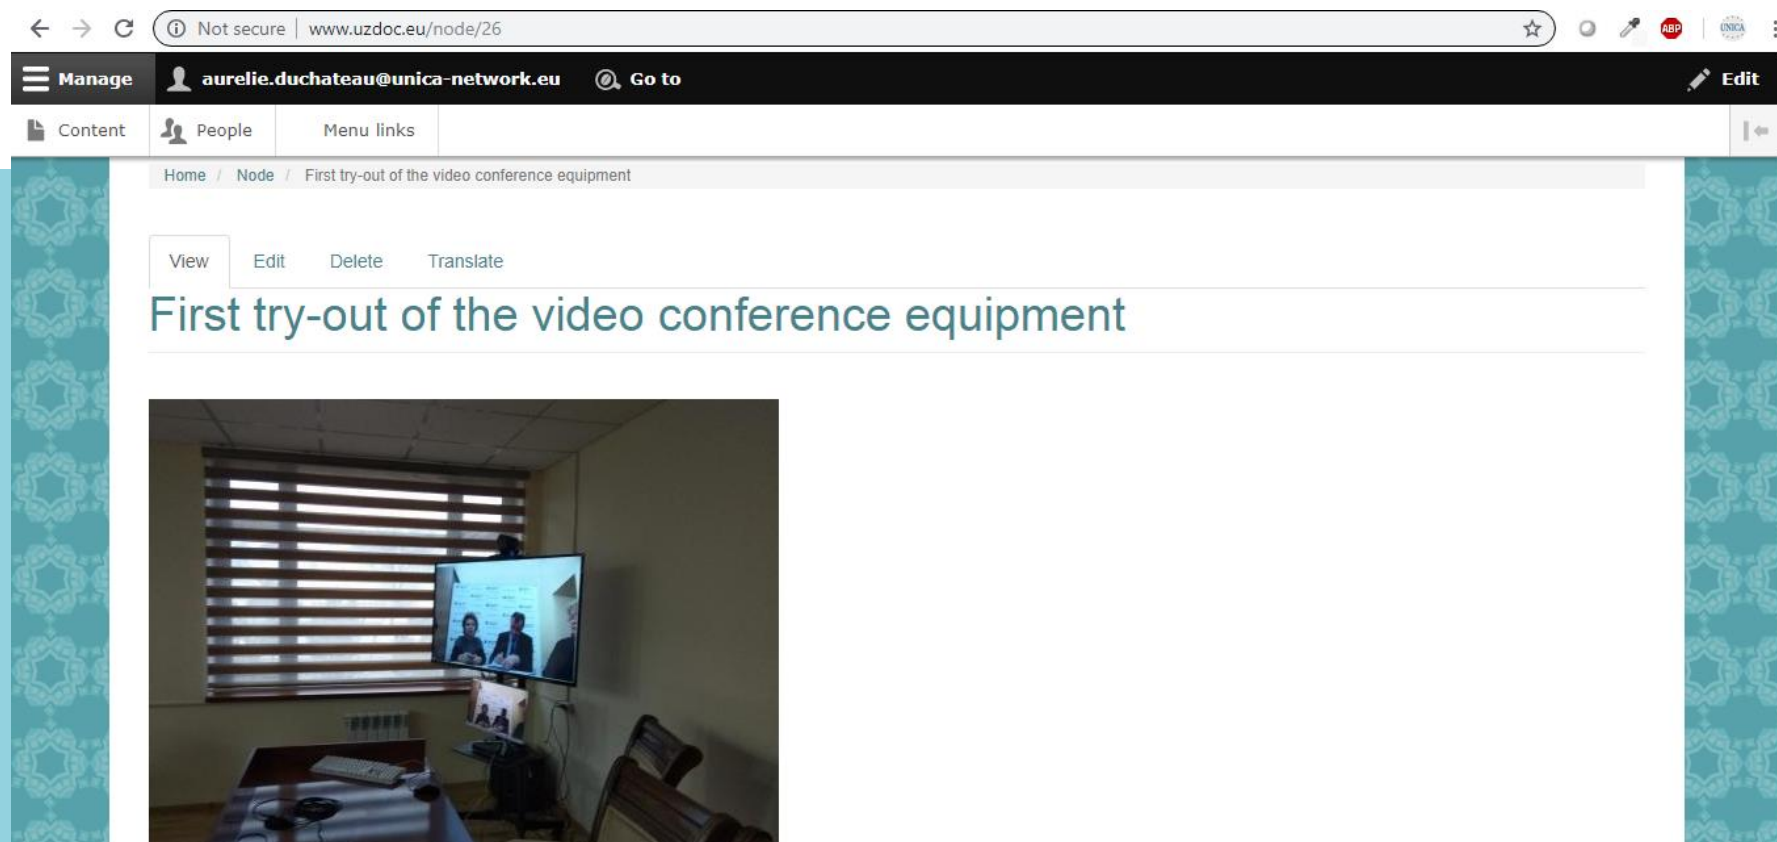 Not secure | www.uzdoc.eu/node/26
ABP
UNICA
Manage aurelie.duchateau@unica-network.eu Go to Edit
Content People Menu links
Home / Node / First try-out of the video conference equipment
View Edit Delete Translate
First try-out of the video conference equipment